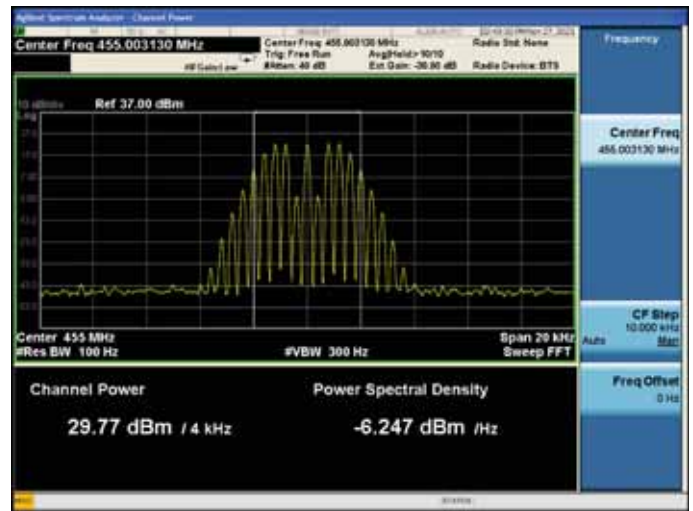 Agilent Spectrum Analyzer - Channel Power
Center Freq 455.003130 MHz
Center Freq: 455.003130 MHz
Radio Std: None
Trig: Free Run
Avg|Hold:> 10/10
#IFGain:Low
#Atten: 40 dB
Radio Device: BTS
Ref 37.00 dBm
Log
Center 455 MHz
Span 20 kHz
#Res BW 100 Hz
#VBW 300 Hz
Sweep FFT
Channel Power
Power Spectral Density
29.77 dBm / 4 kHz
-6.247 dBm /Hz
Frequency
Center Freq
455.003130 MHz
CF Step
10.000 kHz
Auto Man
Freq Offset
0 Hz